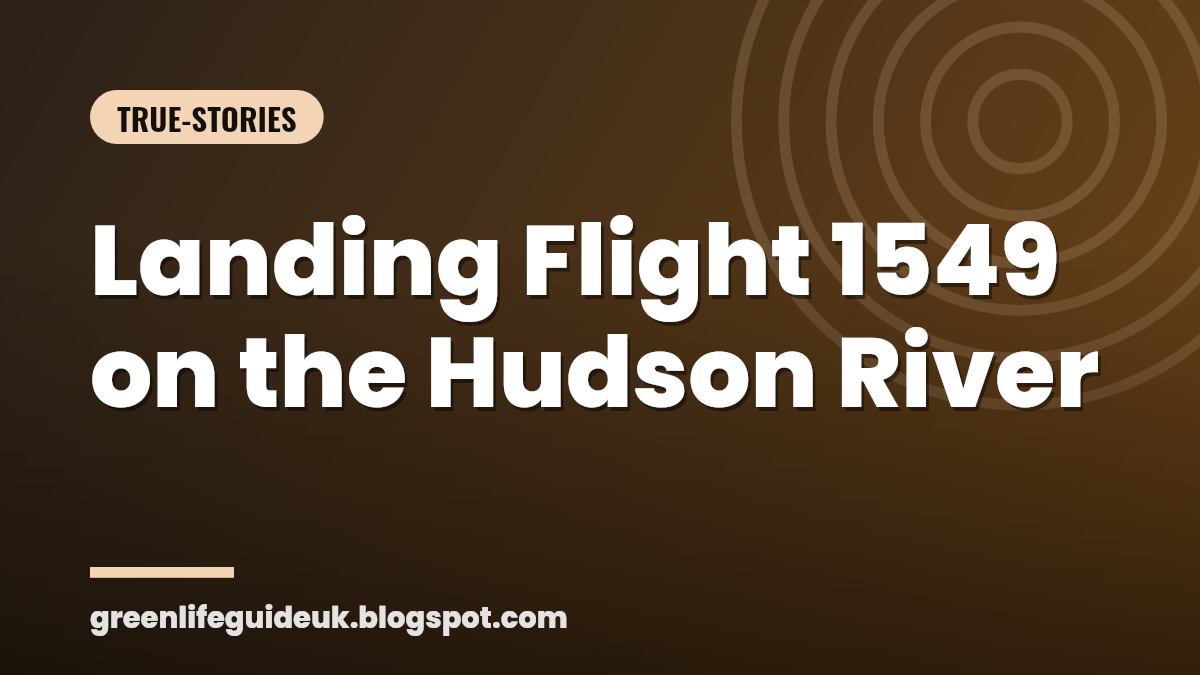 TRUE-STORIES
Landing Flight 1549
on the Hudson River
greenlifeguideuk.blogspot.com